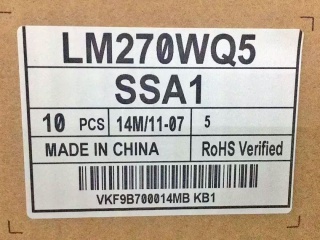 LM270WQ5
SSA1
10 PCS 14M/11-07 5
MADE IN CHINA RoHS Verified
VKF9B700014MB KB1